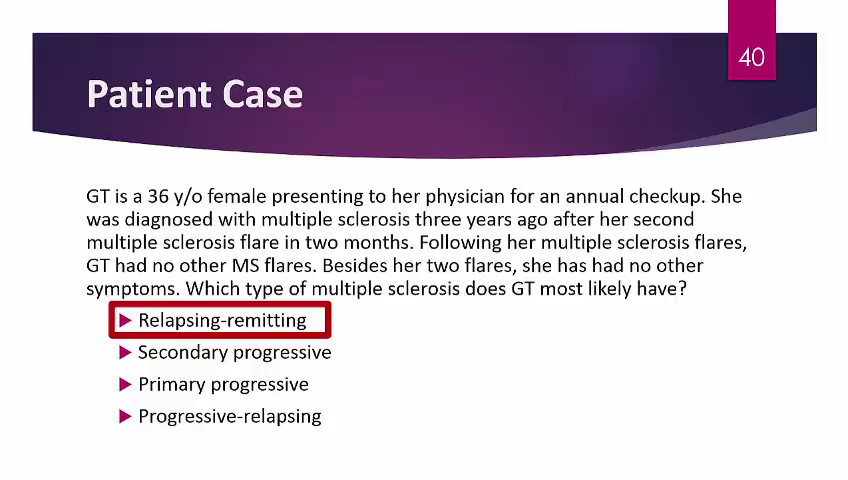 40
Patient Case
GT is a 36 y/o female presenting to her physician for an annual checkup. She
was diagnosed with multiple sclerosis three years ago after her second
multiple sclerosis flare in two months. Following her multiple sclerosis flares,
GT had no other MS flares. Besides her two flares, she has had no other
symptoms. Which type of multiple sclerosis does GT most likely have?
Relapsing-remitting
Secondary progressive
Primary progressive
Progressive-relapsing